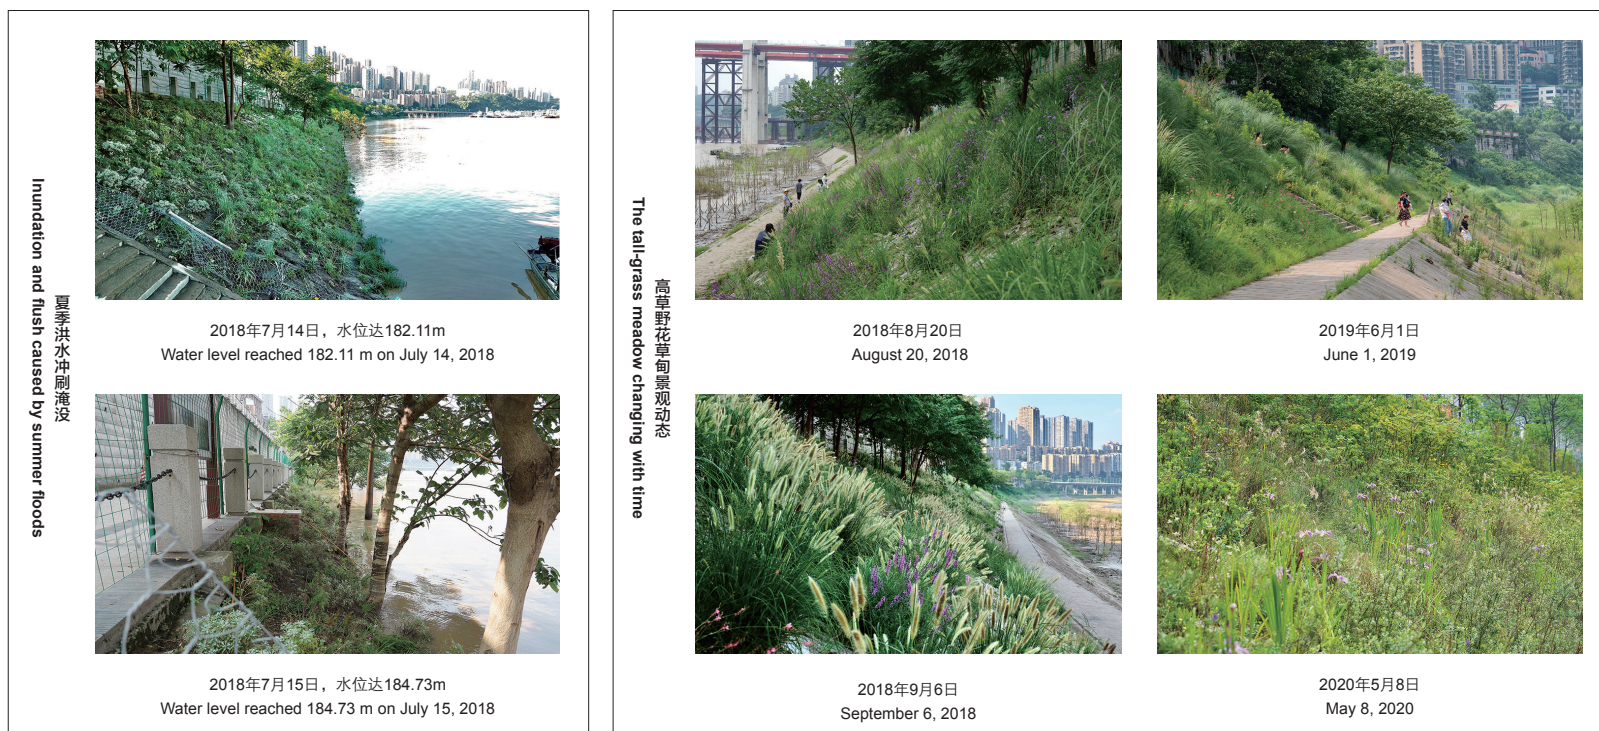 夏季洪水冲刷淹没
Inundation and flush caused by summer floods
2018年7月14日，水位达182.11m
Water level reached 182.11 m on July 14, 2018
2018年7月15日，水位达184.73m
Water level reached 184.73 m on July 15, 2018
高草野花草甸景观动态
The tall-grass meadow changing with time
2018年8月20日
August 20, 2018
2019年6月1日
June 1, 2019
2018年9月6日
September 6, 2018
2020年5月8日
May 8, 2020